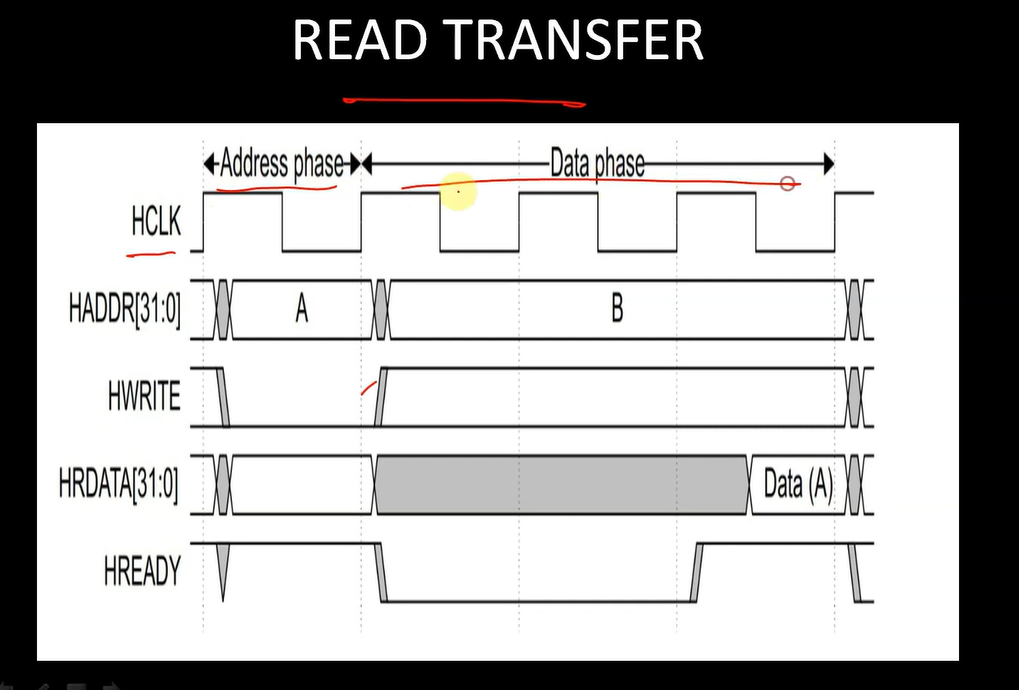 READ TRANSFER
Address phase Data phase
HCLK
HADDR[31:0] A B
HWRITE
HRDATA[31:0] Data (A)
HREADY